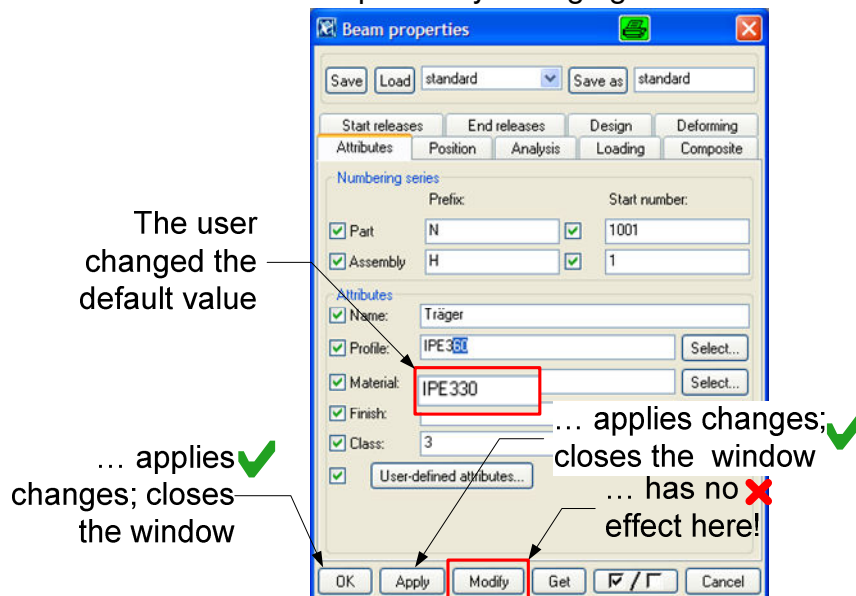 Beam properties
Save Load standard Save as standard
Start releases End releases Design Deforming
Attributes Position Analysis Loading Composite
Numbering series
Prefix: Start number:
Part N 1001
Assembly H 1
The user
changed the
default value
Attributes
Name: Träger
Profile: IPE360 Select...
Material: IPE330 Select...
Finish:
Class: 3
User-defined attributes...
… applies changes;
closes the window
… has no
effect here!
… applies
changes; closes
the window
OK Apply Modify Get / Cancel